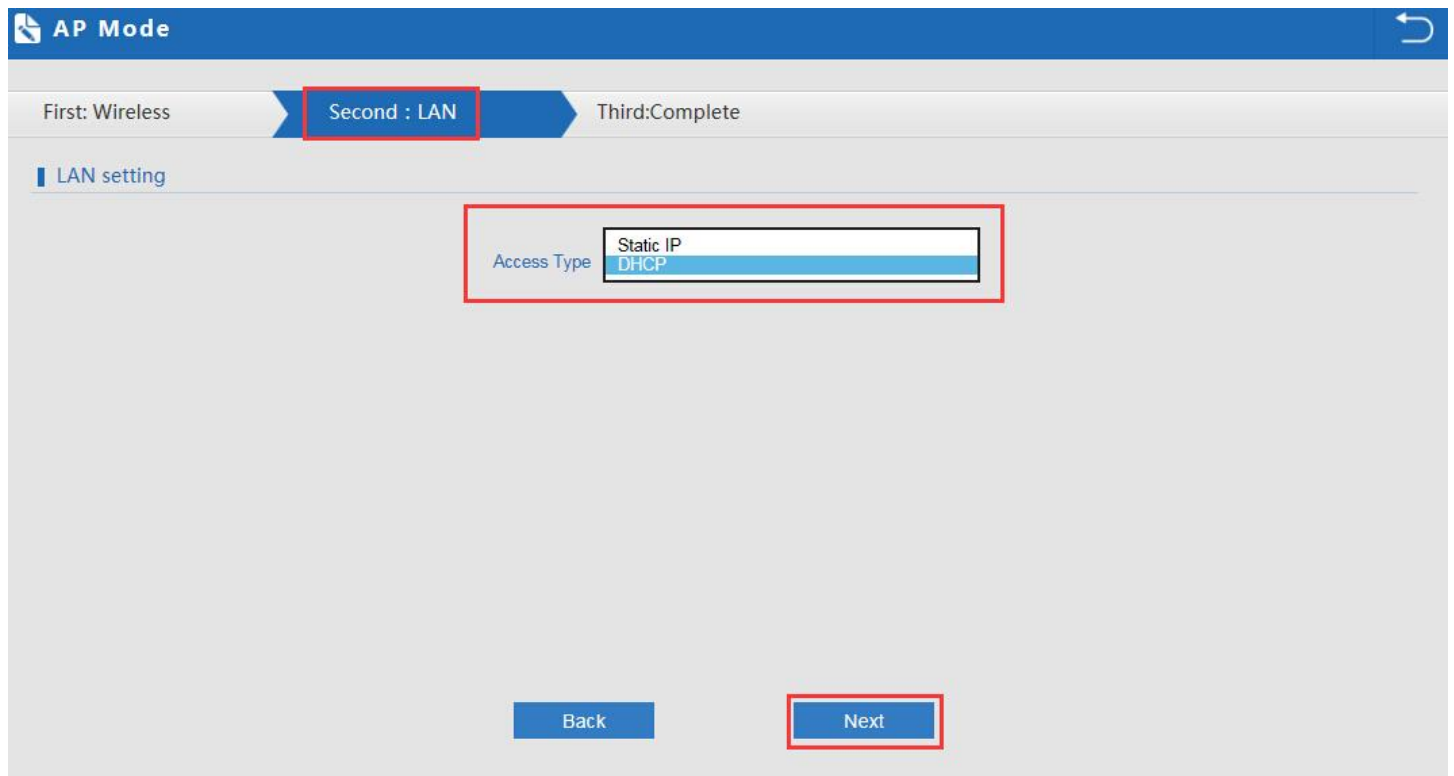 AP Mode
First: Wireless
Second : LAN
Third:Complete
LAN setting
Access Type
Static IP
DHCP
Back
Next